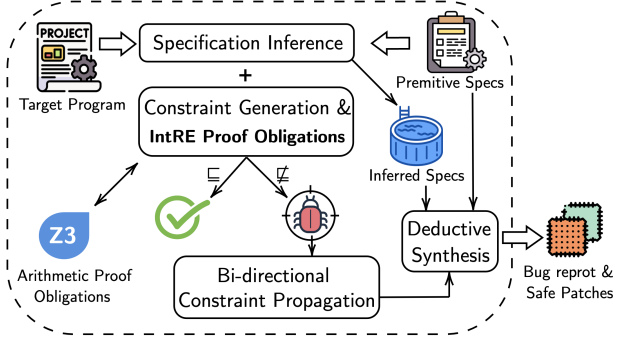 PROJECT
Target Program
Specification Inference
Premitive Specs
+
Constraint Generation &
IntRE Proof Obligations
⊑
⋢
Inferred Specs
Z3
Arithmetic Proof
Obligations
Deductive
Synthesis
Bi-directional
Constraint Propagation
Bug reprot &
Safe Patches